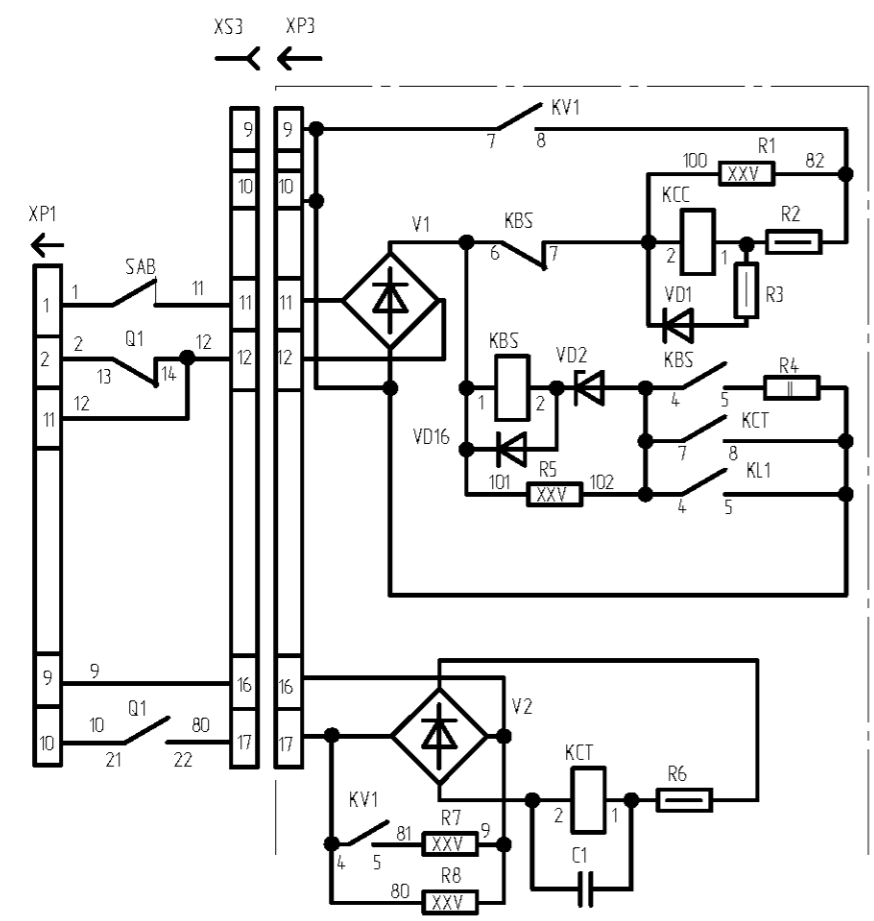 XS3 XP3
9 9 7 8 KV1
100 R1 XXV 82
10 10 KCC R2
XP1 V1 KBS
6 7 2 1
SAB VD1 R3
1 1 11 11 11
Q1 KBS VD2 KBS R4
2 2 12 12 12
13 14 1 2 4 5
11 12 VD16 KCT
7 8
101 R5 XXV 102 KL1
4 5
9 9 16 16
V2
Q1
10 10 80 17 17
21 22 KCT R6
KV1 2 1
81 R7 XXV 9 C1
4 5
80 R8 XXV